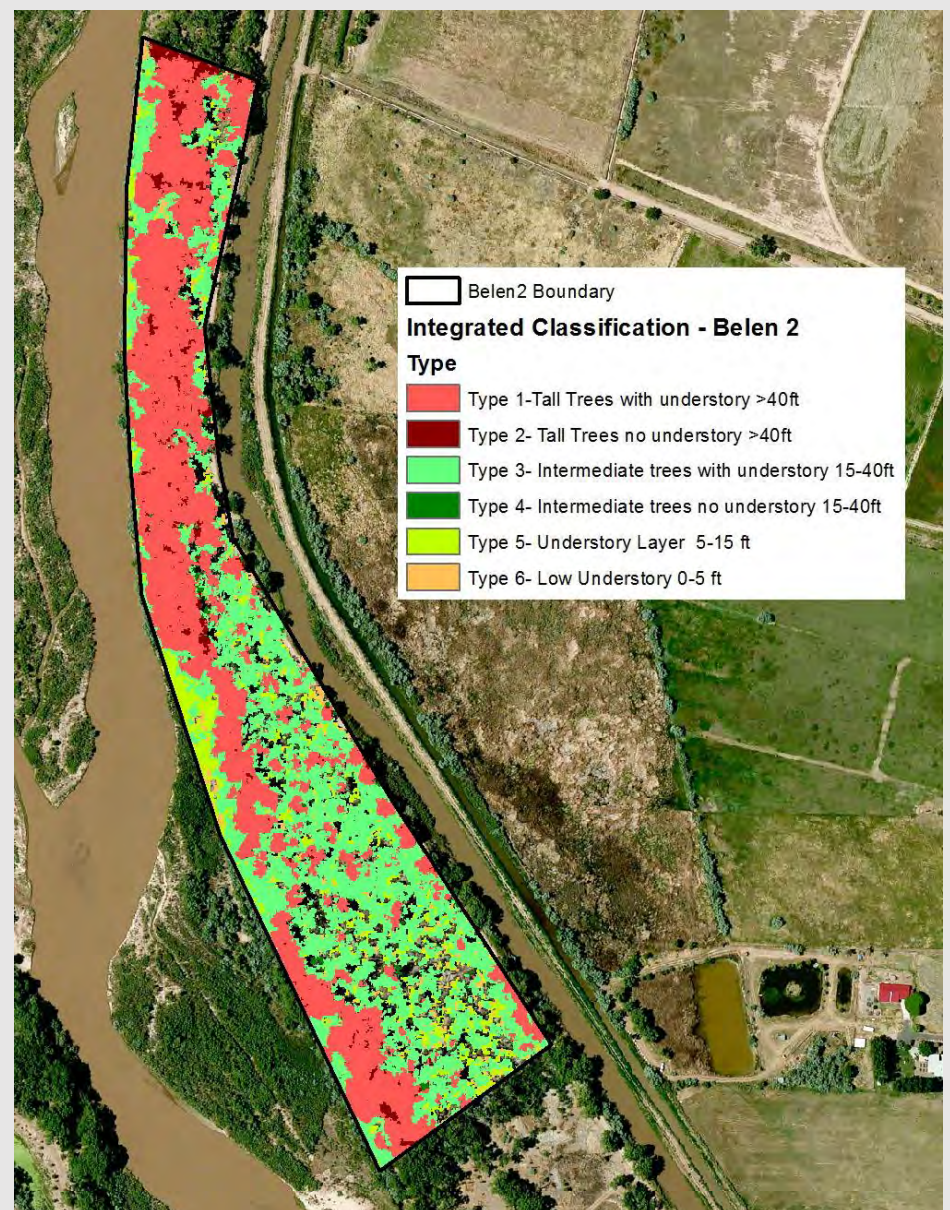 Belen2 Boundary
Integrated Classification - Belen 2
Type
Type 1-Tall Trees with understory >40ft
Type 2- Tall Trees no understory >40ft
Type 3- Intermediate trees with understory 15-40ft
Type 4- Intermediate trees no understory 15-40ft
Type 5- Understory Layer 5-15 ft
Type 6- Low Understory 0-5 ft